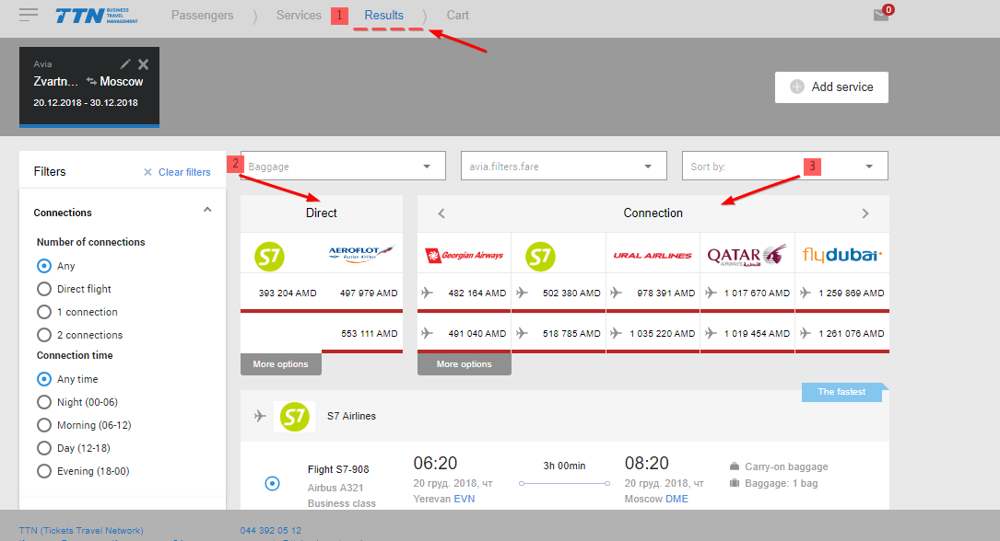 TTN BUSINESS TRAVEL MANAGEMENT
Passengers
Services
1
Results
Cart
0
Avia
Zvartn... Moscow
20.12.2018 - 30.12.2018
Add service
Filters
Clear filters
2
Baggage
avia.filters.fare
Sort by:
3
Connections
Number of connections
Any
Direct flight
1 connection
2 connections
Connection time
Any time
Night (00-06)
Morning (06-12)
Day (12-18)
Evening (18-00)
Direct
Connection
S7
AEROFLOT
Russian Airlines
Georgian Airways
S7
URAL AIRLINES
QATAR
AIRWAYS القطرية
flydubai
393 204 AMD 497 979 AMD 482 164 AMD 502 380 AMD 978 391 AMD 1 017 670 AMD 1 259 869 AMD
553 111 AMD 491 040 AMD 518 785 AMD 1 035 220 AMD 1 019 454 AMD 1 261 076 AMD
More options
More options
The fastest
S7
S7 Airlines
Flight S7-908
Airbus A321
Business class
06:20
20 груд. 2018, чт
Yerevan EVN
3h 00min
08:20
20 груд. 2018, чт
Moscow DME
Carry-on baggage
Baggage: 1 bag
TTN (Tickets Travel Network)
044 392 05 12